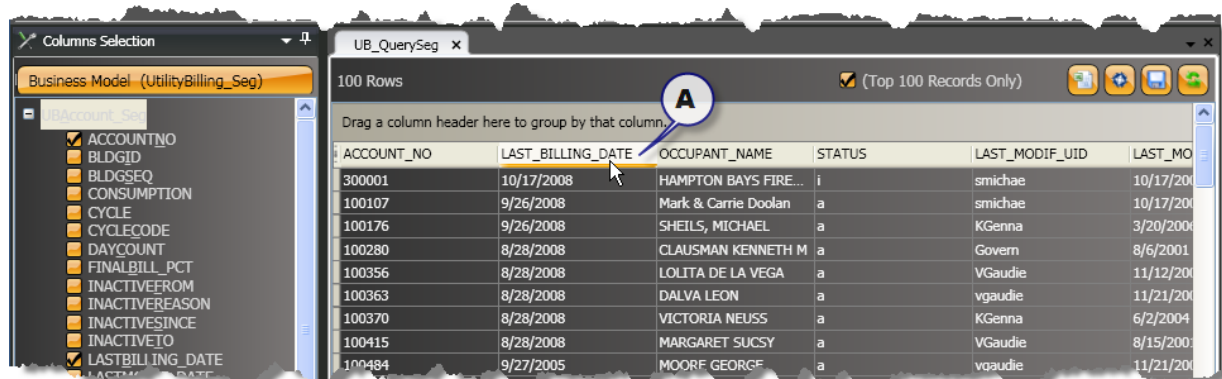 Columns Selection
Business Model (UtilityBilling_Seg)
UBAccount_Seg
ACCOUNTNO
BLDGID
BLDGSEQ
CONSUMPTION
CYCLE
CYCLECODE
DAYCOUNT
FINALBILL_PCT
INACTIVEFROM
INACTIVEREASON
INACTIVESINCE
INACTIVETO
LASTBILLING_DATE
UB_QuerySeg x
100 Rows (Top 100 Records Only)
A
Drag a column header here to group by that column.
ACCOUNT_NO LAST_BILLING_DATE OCCUPANT_NAME STATUS LAST_MODIF_UID LAST_MO
300001 10/17/2008 HAMPTON BAYS FIRE... i smichae 10/17/200
100107 9/26/2008 Mark & Carrie Doolan a smichae 10/17/200
100176 9/26/2008 SHEILS, MICHAEL a KGenna 3/20/2006
100280 8/28/2008 CLAUSMAN KENNETH M a Govern 8/6/2001
100356 8/28/2008 LOLITA DE LA VEGA a VGaudie 11/12/200
100363 8/28/2008 DALVA LEON a vgaudie 11/21/200
100370 8/28/2008 VICTORIA NEUSS a KGenna 6/2/2004
100415 8/28/2008 MARGARET SUCSY a VGaudie 8/15/200
100484 9/27/2005 MOORE GEORGE a vgaudie 11/21/200